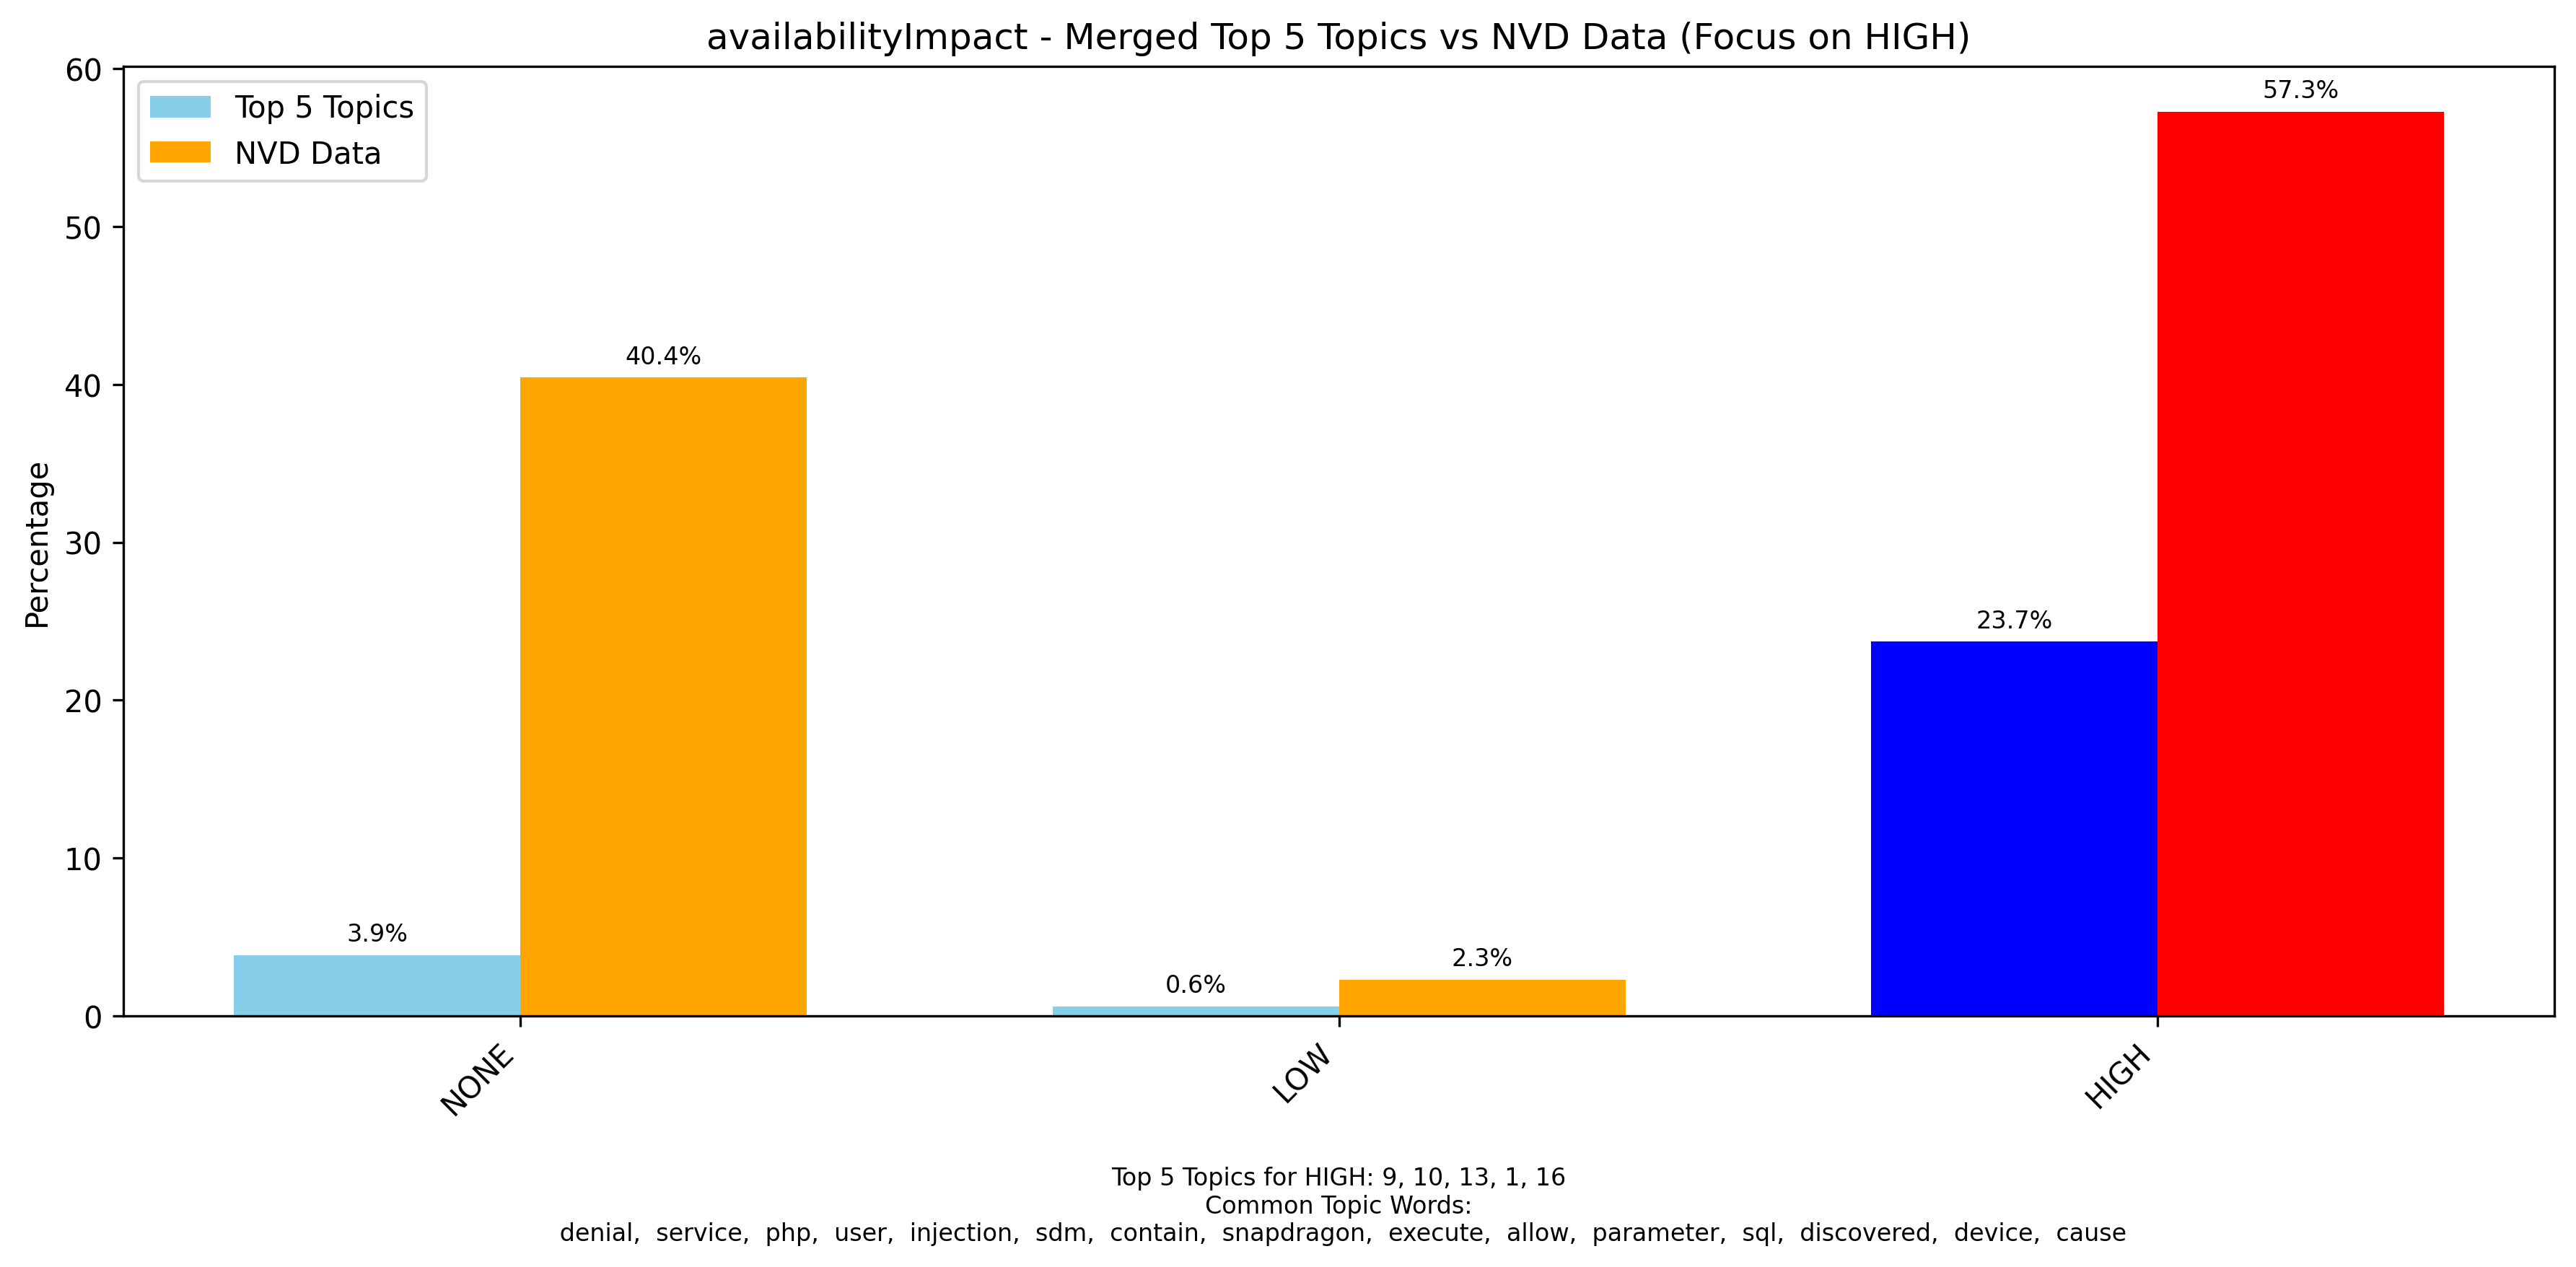 availabilityImpact - Merged Top 5 Topics vs NVD Data (Focus on HIGH)
Top 5 Topics
NVD Data
Percentage
60
50
40
30
20
10
0
3.9%
40.4%
0.6%
2.3%
23.7%
57.3%
NONE
LOW
HIGH
Top 5 Topics for HIGH: 9, 10, 13, 1, 16
Common Topic Words:
denial, service, php, user, injection, sdm, contain, snapdragon, execute, allow, parameter, sql, discovered, device, cause